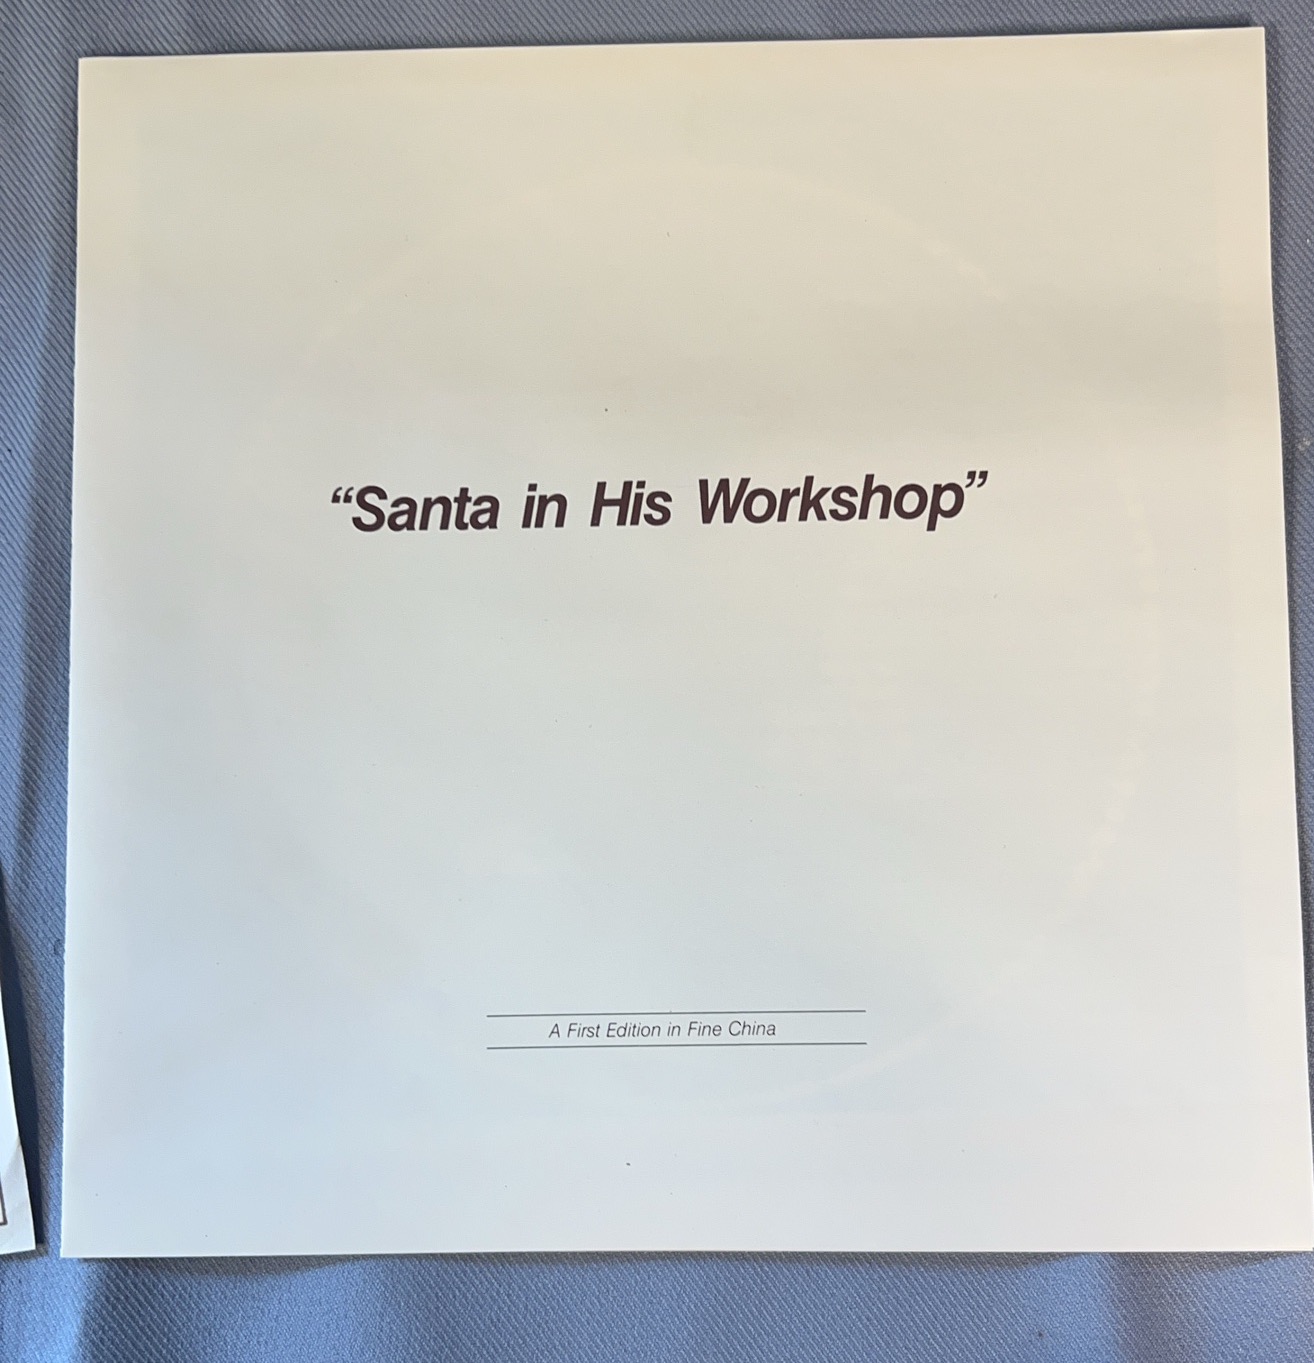 “Santa in His Workshop”
A First Edition in Fine China